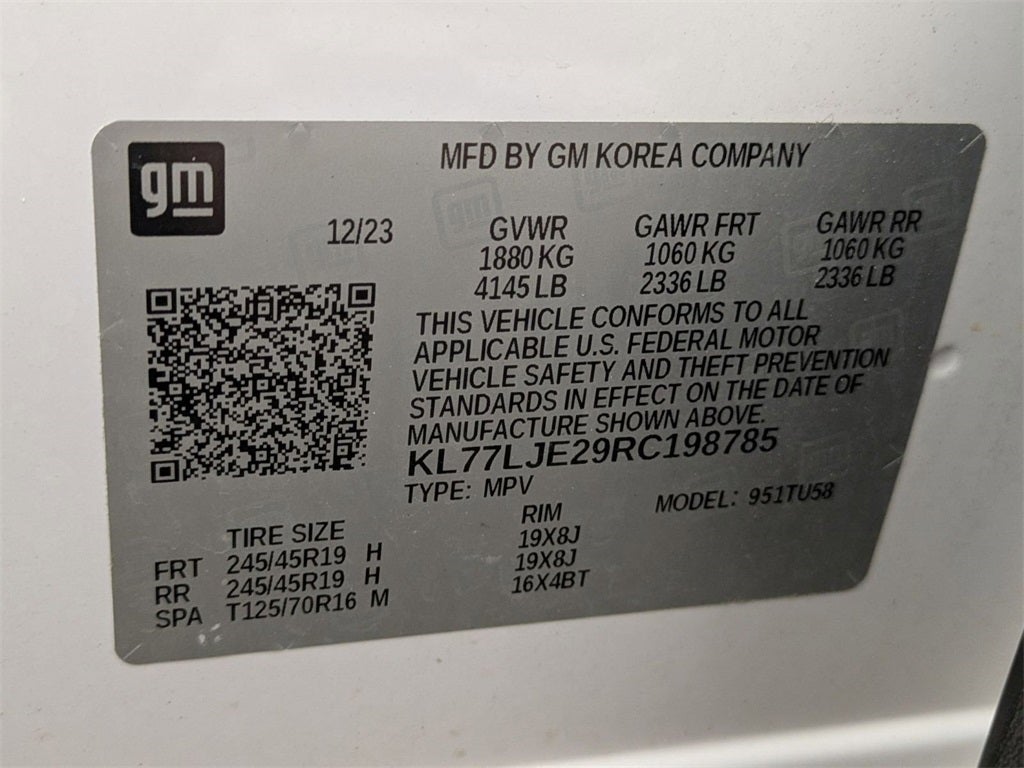 gm
MFD BY GM KOREA COMPANY
12/23 GVWR GAWR FRT GAWR RR
1880 KG 1060 KG 1060 KG
4145 LB 2336 LB 2336 LB
THIS VEHICLE CONFORMS TO ALL
APPLICABLE U.S. FEDERAL MOTOR
VEHICLE SAFETY AND THEFT PREVENTION
STANDARDS IN EFFECT ON THE DATE OF
MANUFACTURE SHOWN ABOVE.
KL77LJE29RC198785
TYPE: MPV MODEL: 951TU58
TIRE SIZE RIM
FRT 245/45R19 H 19X8J
RR 245/45R19 H 19X8J
SPA T125/70R16 M 16X4BT